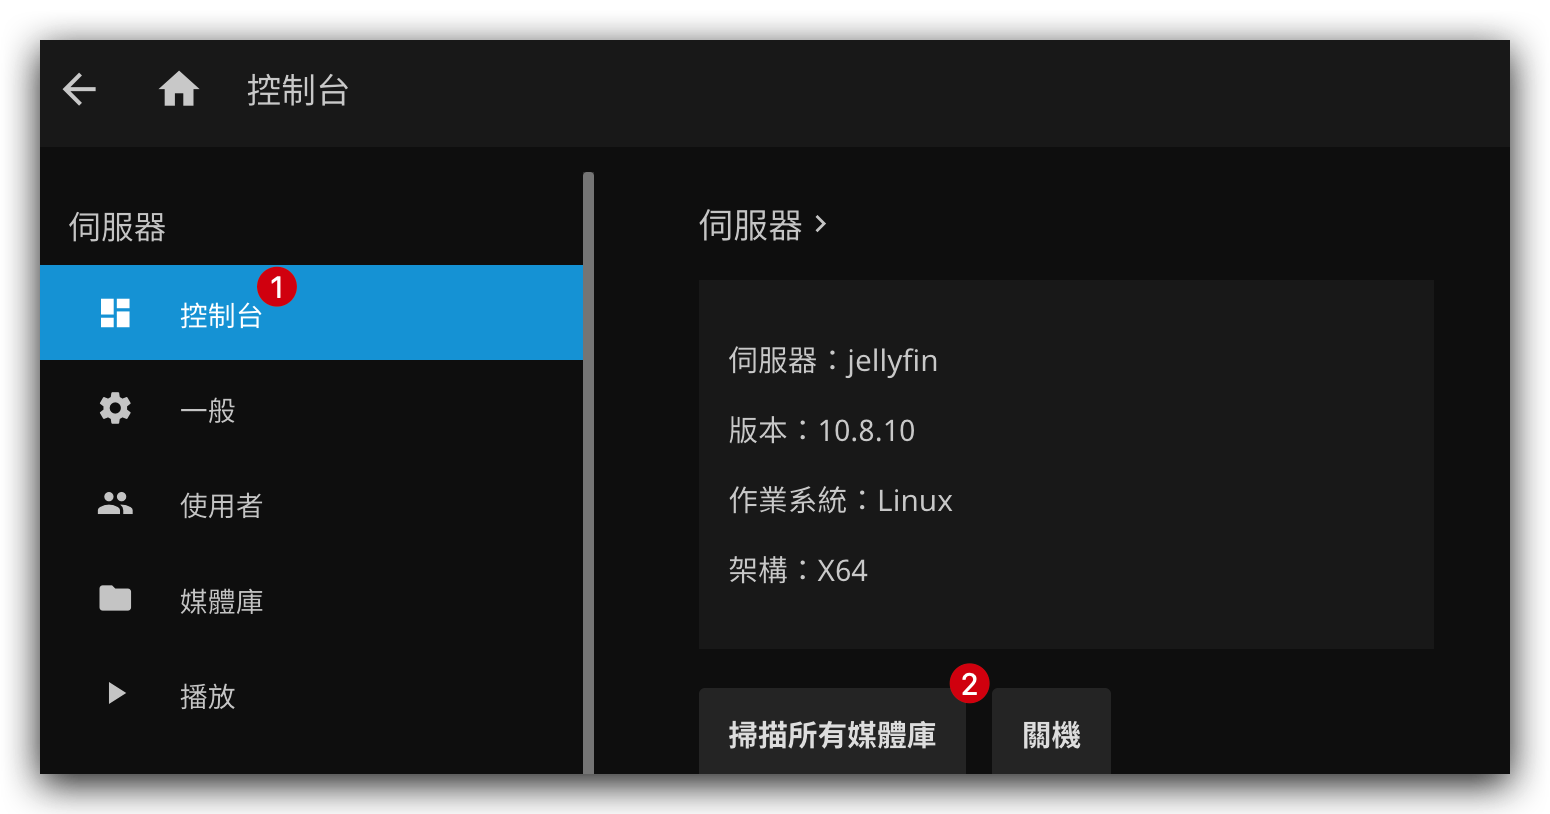 控制台
伺服器
控制台
1
一般
使用者
媒體庫
播放
伺服器 >
伺服器：jellyfin
版本：10.8.10
作業系統：Linux
架構：X64
2
掃描所有媒體庫
關機